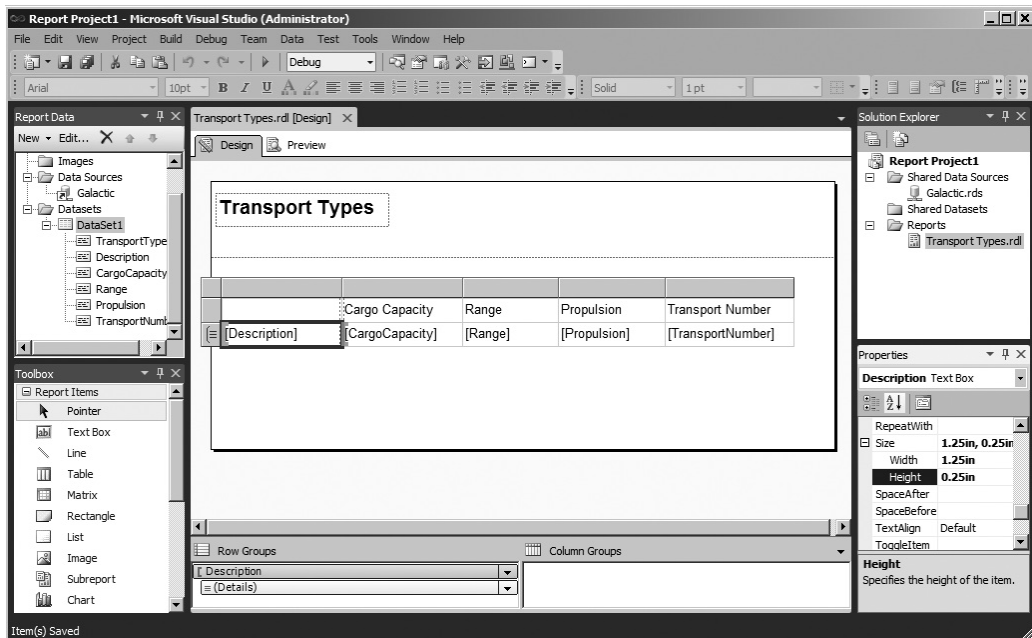 Report Project1 - Microsoft Visual Studio (Administrator)
File Edit View Project Build Debug Team Data Test Tools Window Help
Debug
Arial 10pt B I U A Solid 1 pt
Report Data
New Edit...
Images
Data Sources
Galactic
Datasets
DataSet1
TransportType
Description
CargoCapacity
Range
Propulsion
TransportNumb
Toolbox
Report Items
Pointer
Text Box
Line
Table
Matrix
Rectangle
List
Image
Subreport
Chart
Transport Types.rdl [Design]
Design Preview
Transport Types
Cargo Capacity Range Propulsion Transport Number
[Description] [CargoCapacity] [Range] [Propulsion] [TransportNumber]
Row Groups Column Groups
[ Description
(Details)
Solution Explorer
Report Project1
Shared Data Sources
Galactic.rds
Shared Datasets
Reports
Transport Types.rdl
Properties
Description Text Box
RepeatWith
Size 1.25in, 0.25in
Width 1.25in
Height 0.25in
SpaceAfter
SpaceBefore
TextAlign Default
ToggleItem
Height
Specifies the height of the item.
Item(s) Saved